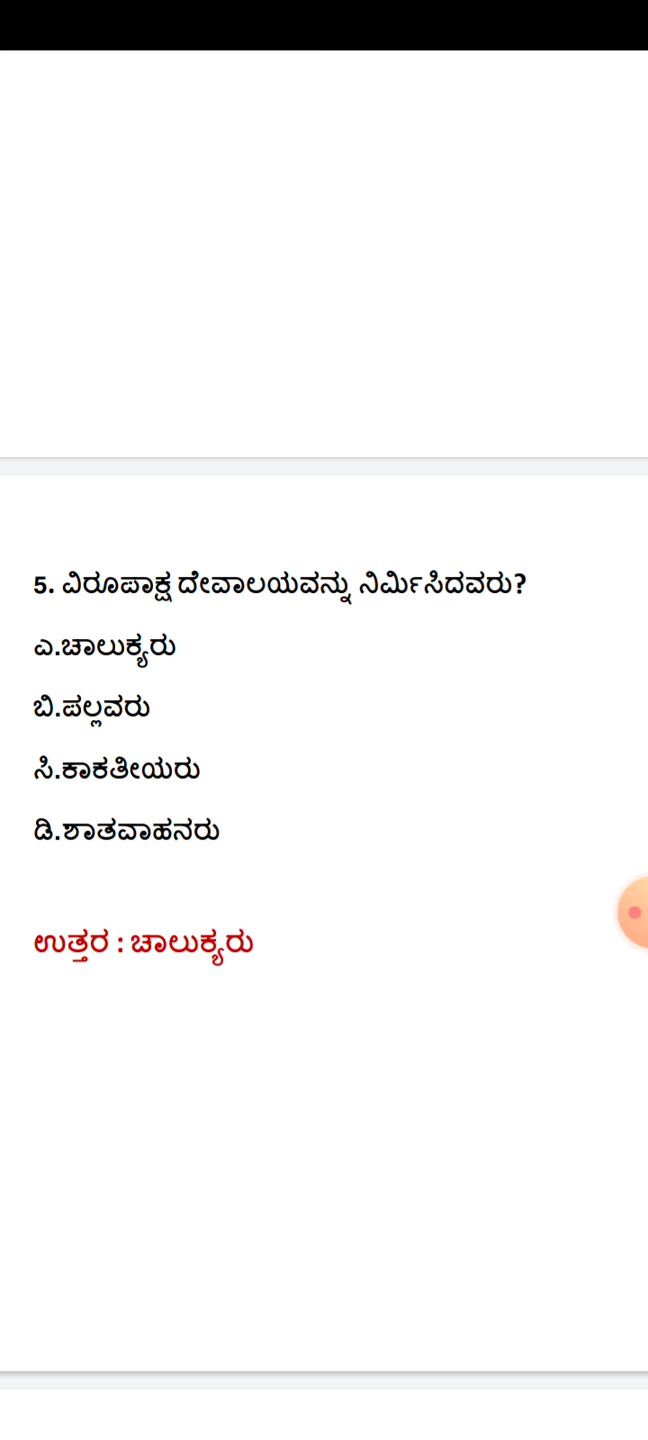 5. ವಿರೂಪಾಕ್ಷ ದೇವಾಲಯವನ್ನು ನಿರ್ಮಿಸಿದವರು?
ಎ.ಚಾಲುಕ್ಯರು
ಬಿ.ಪಲ್ಲವರು
ಸಿ.ಕಾಕತೀಯರು
ಡಿ.ಶಾತವಾಹನರು
ಉತ್ತರ : ಚಾಲುಕ್ಯರು